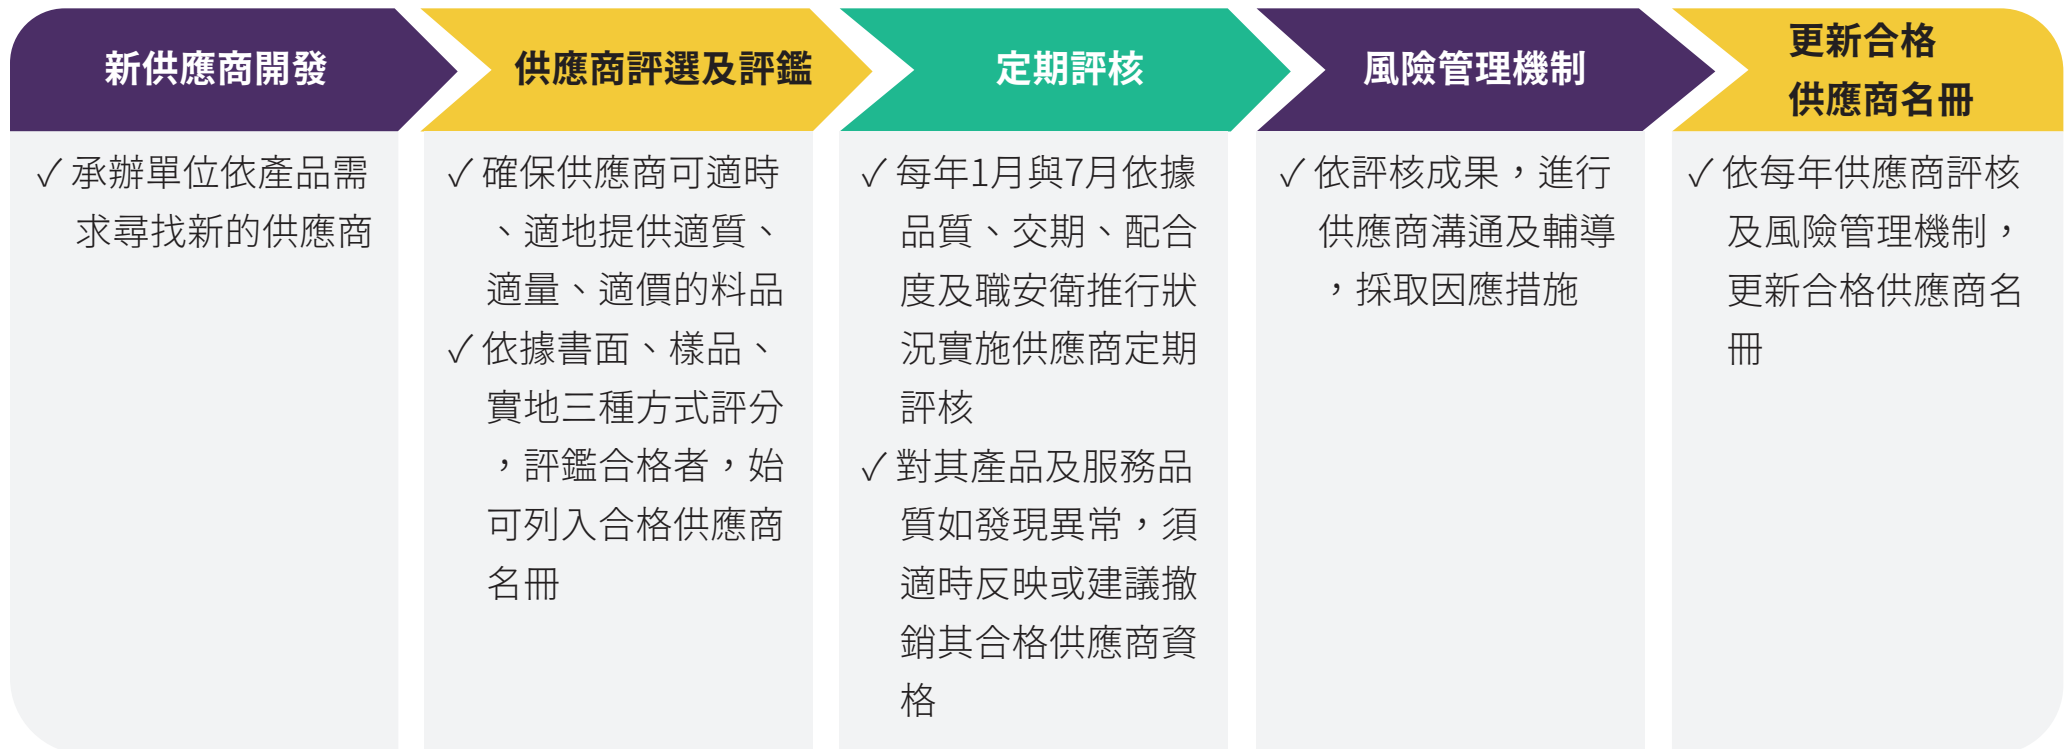 新供應商開發
✓承辦單位依產品需
求尋找新的供應商
供應商評選及評鑑
✓確保供應商可適時
、適地提供適質、
適量、適價的料品
✓依據書面、樣品、
實地三種方式評分
，評鑑合格者，始
可列入合格供應商
名冊
定期評核
✓每年1月與7月依據
品質、交期、配合
度及職安衛推行狀
況實施供應商定期
評核
✓對其產品及服務品
質如發現異常，須
適時反映或建議撤
銷其合格供應商資
格
風險管理機制
✓依評核成果，進行
供應商溝通及輔導
，採取因應措施
更新合格
供應商名冊
✓依每年供應商評核
及風險管理機制，
更新合格供應商名
冊